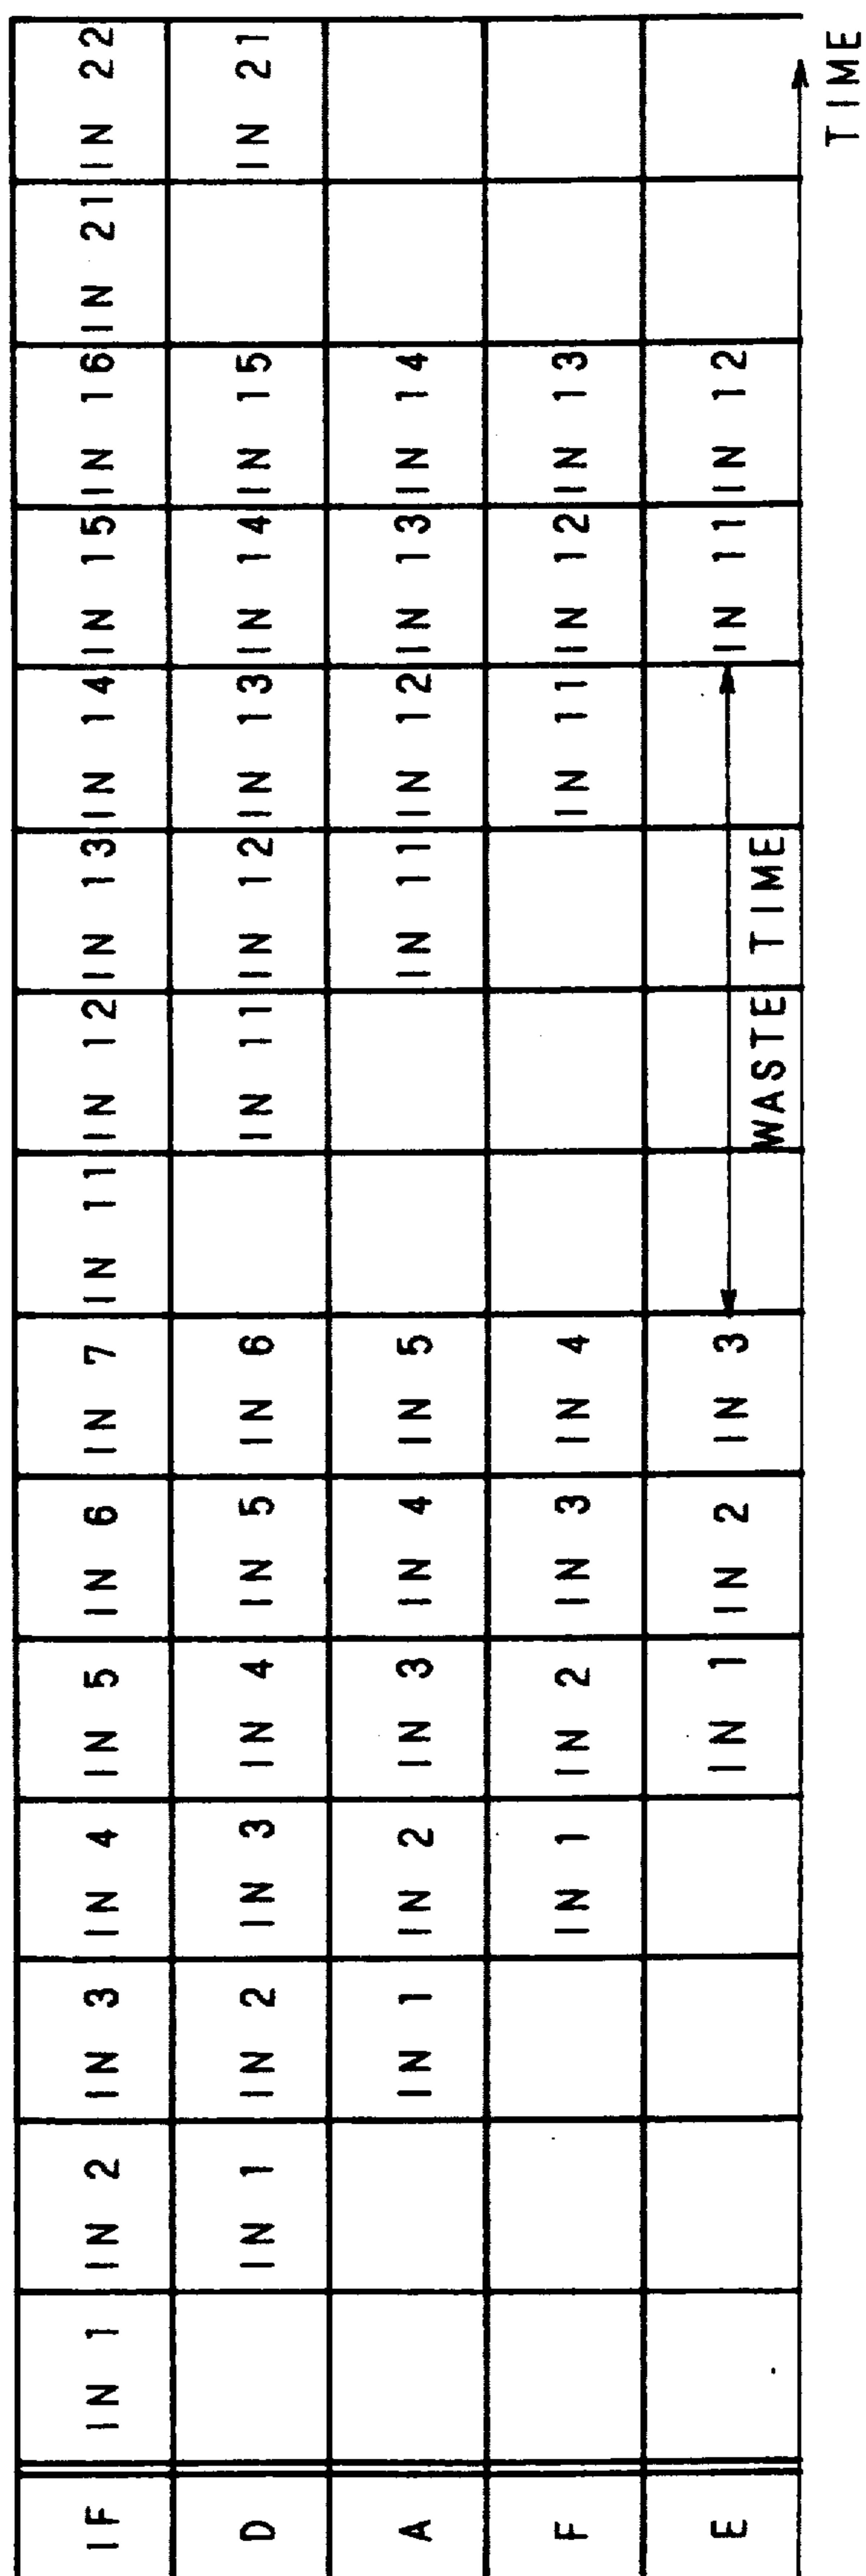 IF IN 1 IN 2 IN 3 IN 4 IN 5 IN 6 IN 7 IN 11 IN 12 IN 13 IN 14 IN 15 IN 16 IN 21 IN 22
D IN 1 IN 2 IN 3 IN 4 IN 5 IN 6 IN 11 IN 12 IN 13 IN 14 IN 15 IN 21
A IN 1 IN 2 IN 3 IN 4 IN 5 IN 11 IN 12 IN 13 IN 14
F IN 1 IN 2 IN 3 IN 4 IN 11 IN 12 IN 13
E IN 1 IN 2 IN 3 IN 11 IN 12
WASTE TIME
TIME